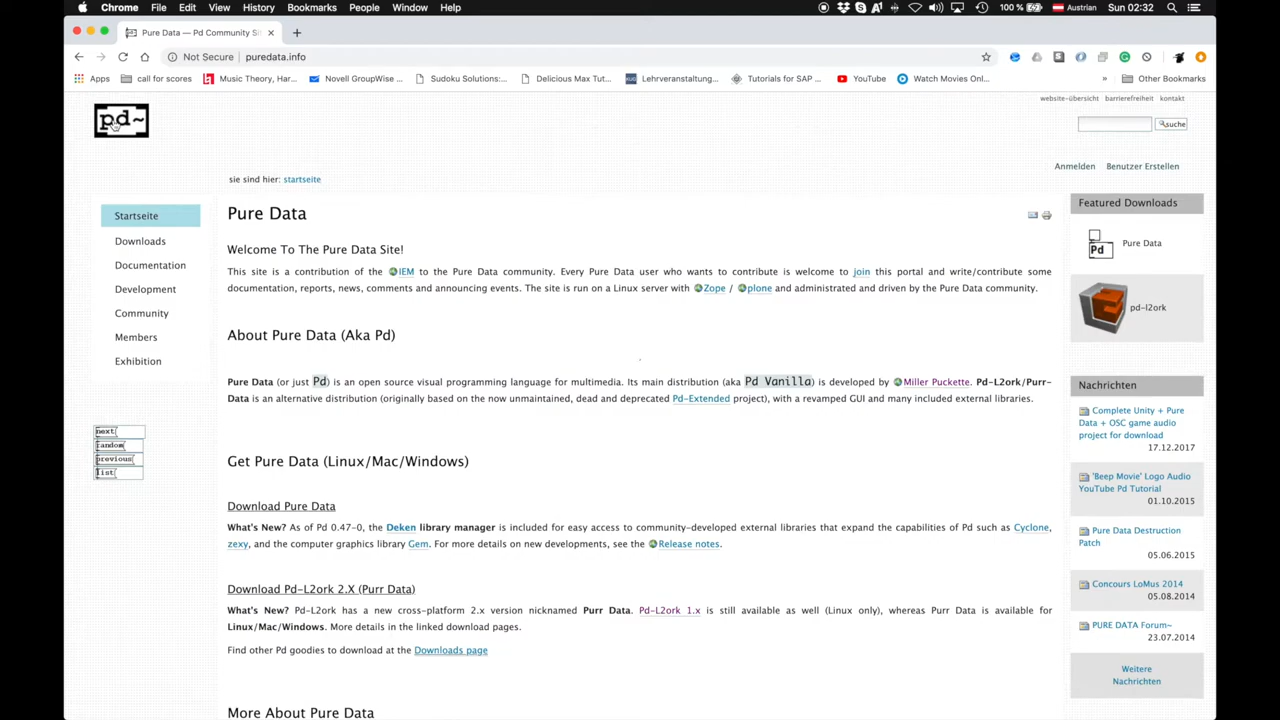 Chrome File Edit View History Bookmarks People Window Help 100 % Austrian Sun 02:32
Pure Data — Pd Community Si
Not Secure puredata.info
Apps call for scores Music Theory, Har... Novell GroupWise ... Sudoku Solutions:... Delicious Max Tut... Lehrveranstaltung... Tutorials for SAP ... YouTube Watch Movies Onl... » Other Bookmarks
website-übersicht barrierefreiheit kontakt
pd~
suche
Anmelden Benutzer Erstellen
sie sind hier: startseite
Startseite
Downloads
Documentation
Development
Community
Members
Exhibition
next
random
previous
list
Pure Data
Welcome To The Pure Data Site!
This site is a contribution of the IEM to the Pure Data community. Every Pure Data user who wants to contribute is welcome to join this portal and write/contribute some
documentation, reports, news, comments and announcing events. The site is run on a Linux server with Zope / plone and administrated and driven by the Pure Data community.
About Pure Data (Aka Pd)
Pure Data (or just Pd) is an open source visual programming language for multimedia. Its main distribution (aka Pd Vanilla) is developed by Miller Puckette. Pd-L2ork/Purr-
Data is an alternative distribution (originally based on the now unmaintained, dead and deprecated Pd-Extended project), with a revamped GUI and many included external libraries.
Get Pure Data (Linux/Mac/Windows)
Download Pure Data
What's New? As of Pd 0.47-0, the Deken library manager is included for easy access to community-developed external libraries that expand the capabilities of Pd such as Cyclone,
zexy, and the computer graphics library Gem. For more details on new developments, see the Release notes.
Download Pd-L2ork 2.X (Purr Data)
What's New? Pd-L2ork has a new cross-platform 2.x version nicknamed Purr Data. Pd-L2ork 1.x is still available as well (Linux only), whereas Purr Data is available for
Linux/Mac/Windows. More details in the linked download pages.
Find other Pd goodies to download at the Downloads page
More About Pure Data
Featured Downloads
Pd
Pure Data
pd-l2ork
Nachrichten
Complete Unity + Pure
Data + OSC game audio
project for download
17.12.2017
'Beep Movie' Logo Audio
YouTube Pd Tutorial
01.10.2015
Pure Data Destruction
Patch
05.06.2015
Concours LoMus 2014
05.08.2014
PURE DATA Forum~
23.07.2014
Weitere
Nachrichten